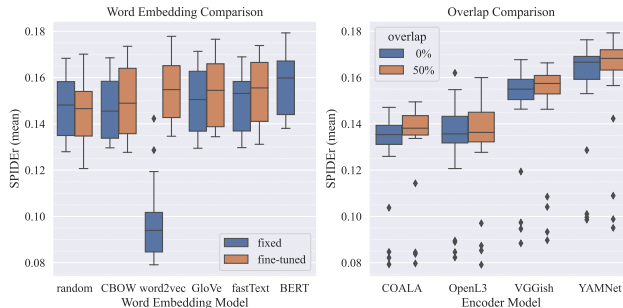 Word Embedding Comparison
SPIDEr (mean)
0.18
0.16
0.14
0.12
0.10
0.08
fixed
fine-tuned
random CBOW word2vec GloVe fastText BERT
Word Embedding Model
Overlap Comparison
SPIDEr (mean)
0.18
0.16
0.14
0.12
0.10
0.08
overlap
0%
50%
COALA OpenL3 VGGish YAMNet
Encoder Model